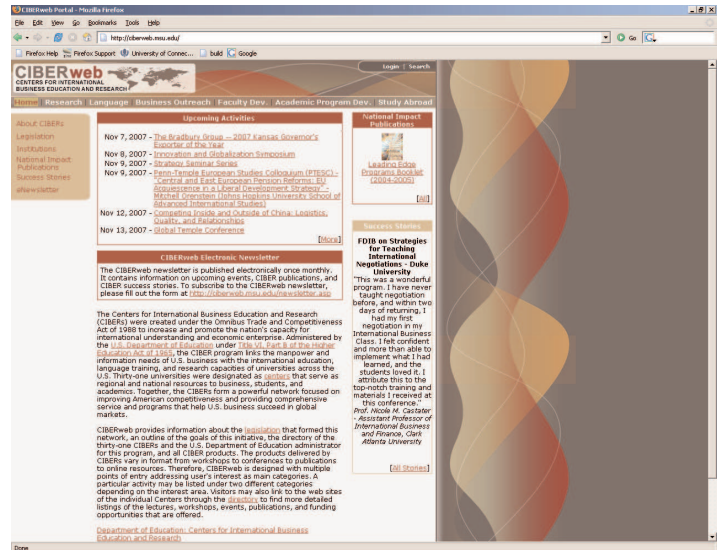 CIBERweb Portal - Mozilla Firefox
File Edit View Go Bookmarks Tools Help
http://ciberweb.msu.edu/
Go
Firefox Help Firefox Support University of Connec... build Google
CIBERweb
CENTERS FOR INTERNATIONAL
BUSINESS EDUCATION AND RESEARCH
Login | Search
Home | Research | Language | Business Outreach | Faculty Dev. | Academic Program Dev. | Study Abroad
About CIBERs
Legislation
Institutions
National Impact
Publications
Success Stories
eNewsletter
Upcoming Activities
Nov 7, 2007 - The Bradbury Group -- 2007 Kansas Governor's
Exporter of the Year
Nov 8, 2007 - Innovation and Globalization Symposium
Nov 9, 2007 - Strategy Seminar Series
Nov 9, 2007 - Penn-Temple European Studies Colloquium (PTESC) -
"Central and East European Pension Reforms: EU
Acquiescence in a Liberal Development Strategy" -
Mitchell Orenstein (Johns Hopkins University School of
Advanced International Studies)
Nov 12, 2007 - Competing Inside and Outside of China: Logistics,
Quality, and Relationships
Nov 13, 2007 - Global Temple Conference
[More]
CIBERweb Electronic Newsletter
The CIBERweb newsletter is published electronically once monthly.
It contains information on upcoming events, CIBER publications, and
CIBER success stories. To subscribe to the CIBERweb newsletter,
please fill out the form at http://ciberweb.msu.edu/newsletter.asp
The Centers for International Business Education and Research
(CIBERs) were created under the Omnibus Trade and Competitiveness
Act of 1988 to increase and promote the nation's capacity for
international understanding and economic enterprise. Administered by
the U.S. Department of Education under Title VI, Part B of the Higher
Education Act of 1965, the CIBER program links the manpower and
information needs of U.S. business with the international education,
language training, and research capacities of universities across the
U.S. Thirty-one universities were designated as centers that serve as
regional and national resources to business, students, and
academics. Together, the CIBERs form a powerful network focused on
improving American competitiveness and providing comprehensive
service and programs that help U.S. business succeed in global
markets.
CIBERweb provides information about the legislation that formed this
network, an outline of the goals of this initiative, the directory of the
thirty-one CIBERs and the U.S. Department of Education administrator
for this program, and all CIBER products. The products delivered by
CIBERs vary in format from workshops to conferences to publications
to online resources. Therefore, CIBERweb is designed with multiple
points of entry addressing user's interest as main categories. A
particular activity may be listed under two different categories
depending on the interest area. Visitors may also link to the web sites
of the individual Centers through the directory to find more detailed
listings of the lectures, workshops, events, publications, and funding
opportunities that are offered.
Department of Education: Centers for International Business
Education and Research
National Impact
Publications
Leading Edge
Programs Booklet
(2004-2005)
[All]
Success Stories
FDIB on Strategies
for Teaching
International
Negotiations - Duke
University
"This was a wonderful
program. I have never
taught negotiation
before, and within two
days of returning, I
had my first
negotiation in my
International Business
Class. I felt confident
and more than able to
implement what I had
learned, and the
students loved it. I
attribute this to the
top-notch training and
materials I received at
this conference."
Prof. Nicole M. Castater
- Assistant Professor of
International Business
and Finance, Clark
Atlanta University
[All Stories]
Done